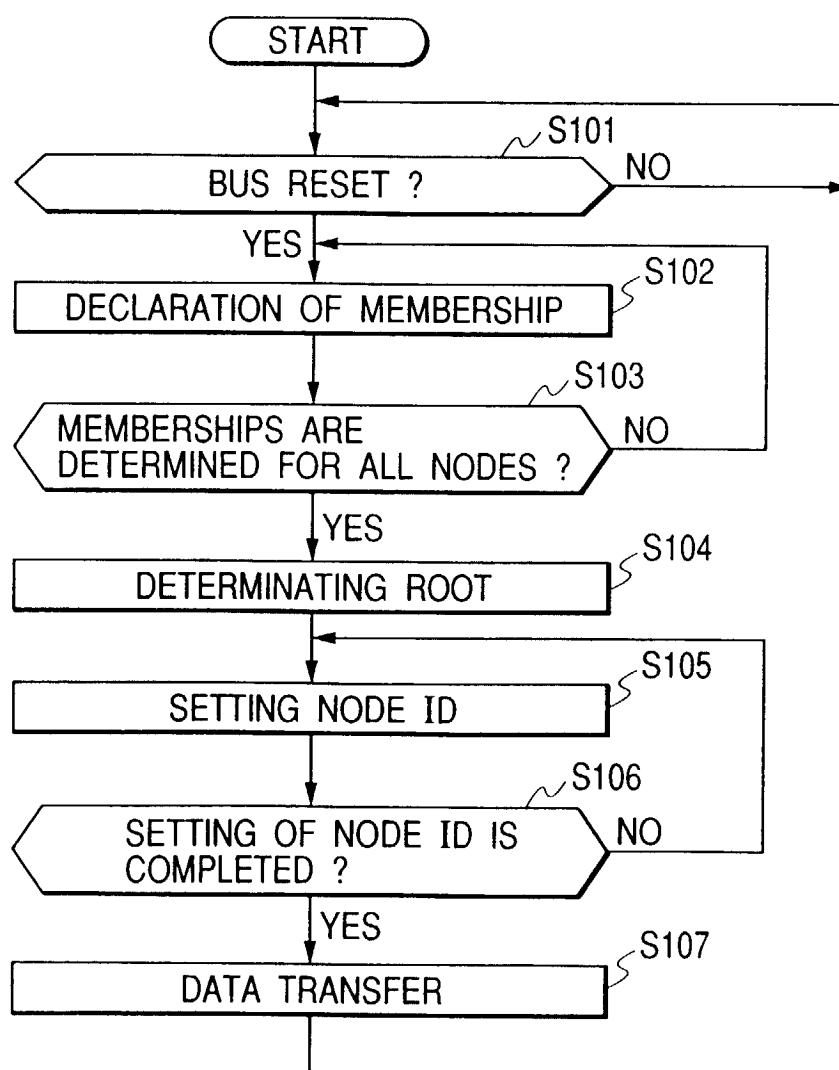 START
S101
BUS RESET ?
NO
YES
S102
DECLARATION OF MEMBERSHIP
S103
MEMBERSHIPS ARE
DETERMINED FOR ALL NODES ?
NO
YES
S104
DETERMINATING ROOT
S105
SETTING NODE ID
S106
SETTING OF NODE ID IS
COMPLETED ?
NO
YES
S107
DATA TRANSFER